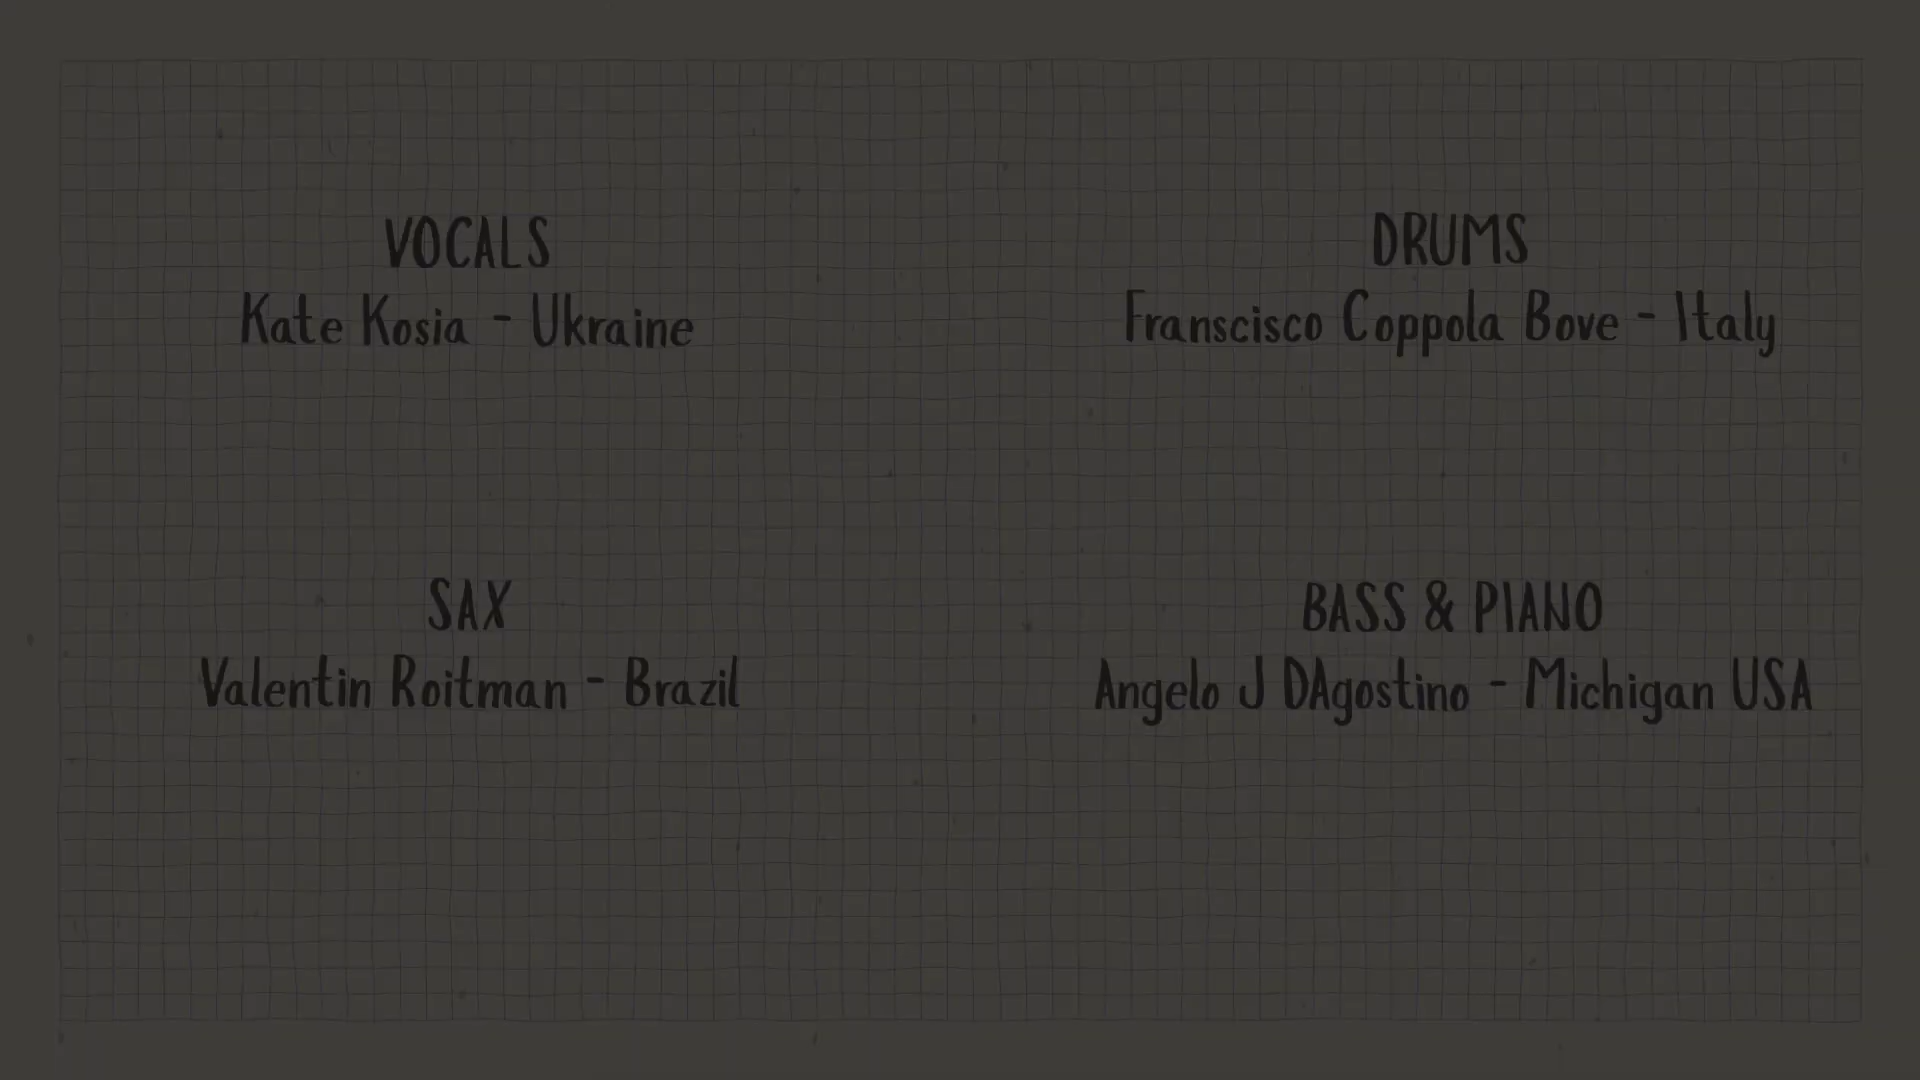 VOCALS
Kate Kosia - Ukraine
DRUMS
Franscisco Coppola Bove - Italy
SAX
Valentin Roitman - Brazil
BASS & PIANO
Angelo J DAgostino - Michigan USA